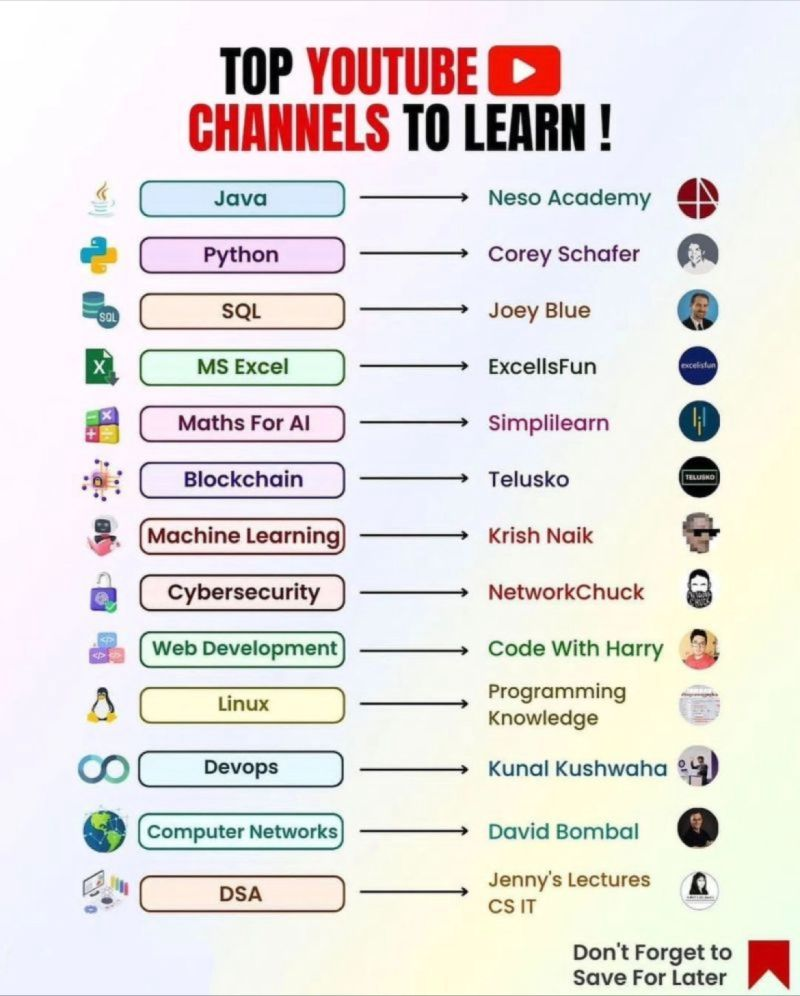 TOP YOUTUBE
CHANNELS TO LEARN !
Java Neso Academy
Python Corey Schafer
SQL SQL Joey Blue
X MS Excel ExcelIsFun excelisfun
Maths For AI Simplilearn
Blockchain Telusko TELUSKO
Machine Learning Krish Naik
Cybersecurity NetworkChuck
Web Development Code With Harry
Linux Programming
Knowledge
Devops Kunal Kushwaha
Computer Networks David Bombal
DSA Jenny's Lectures
CS IT
Don't Forget to
Save For Later